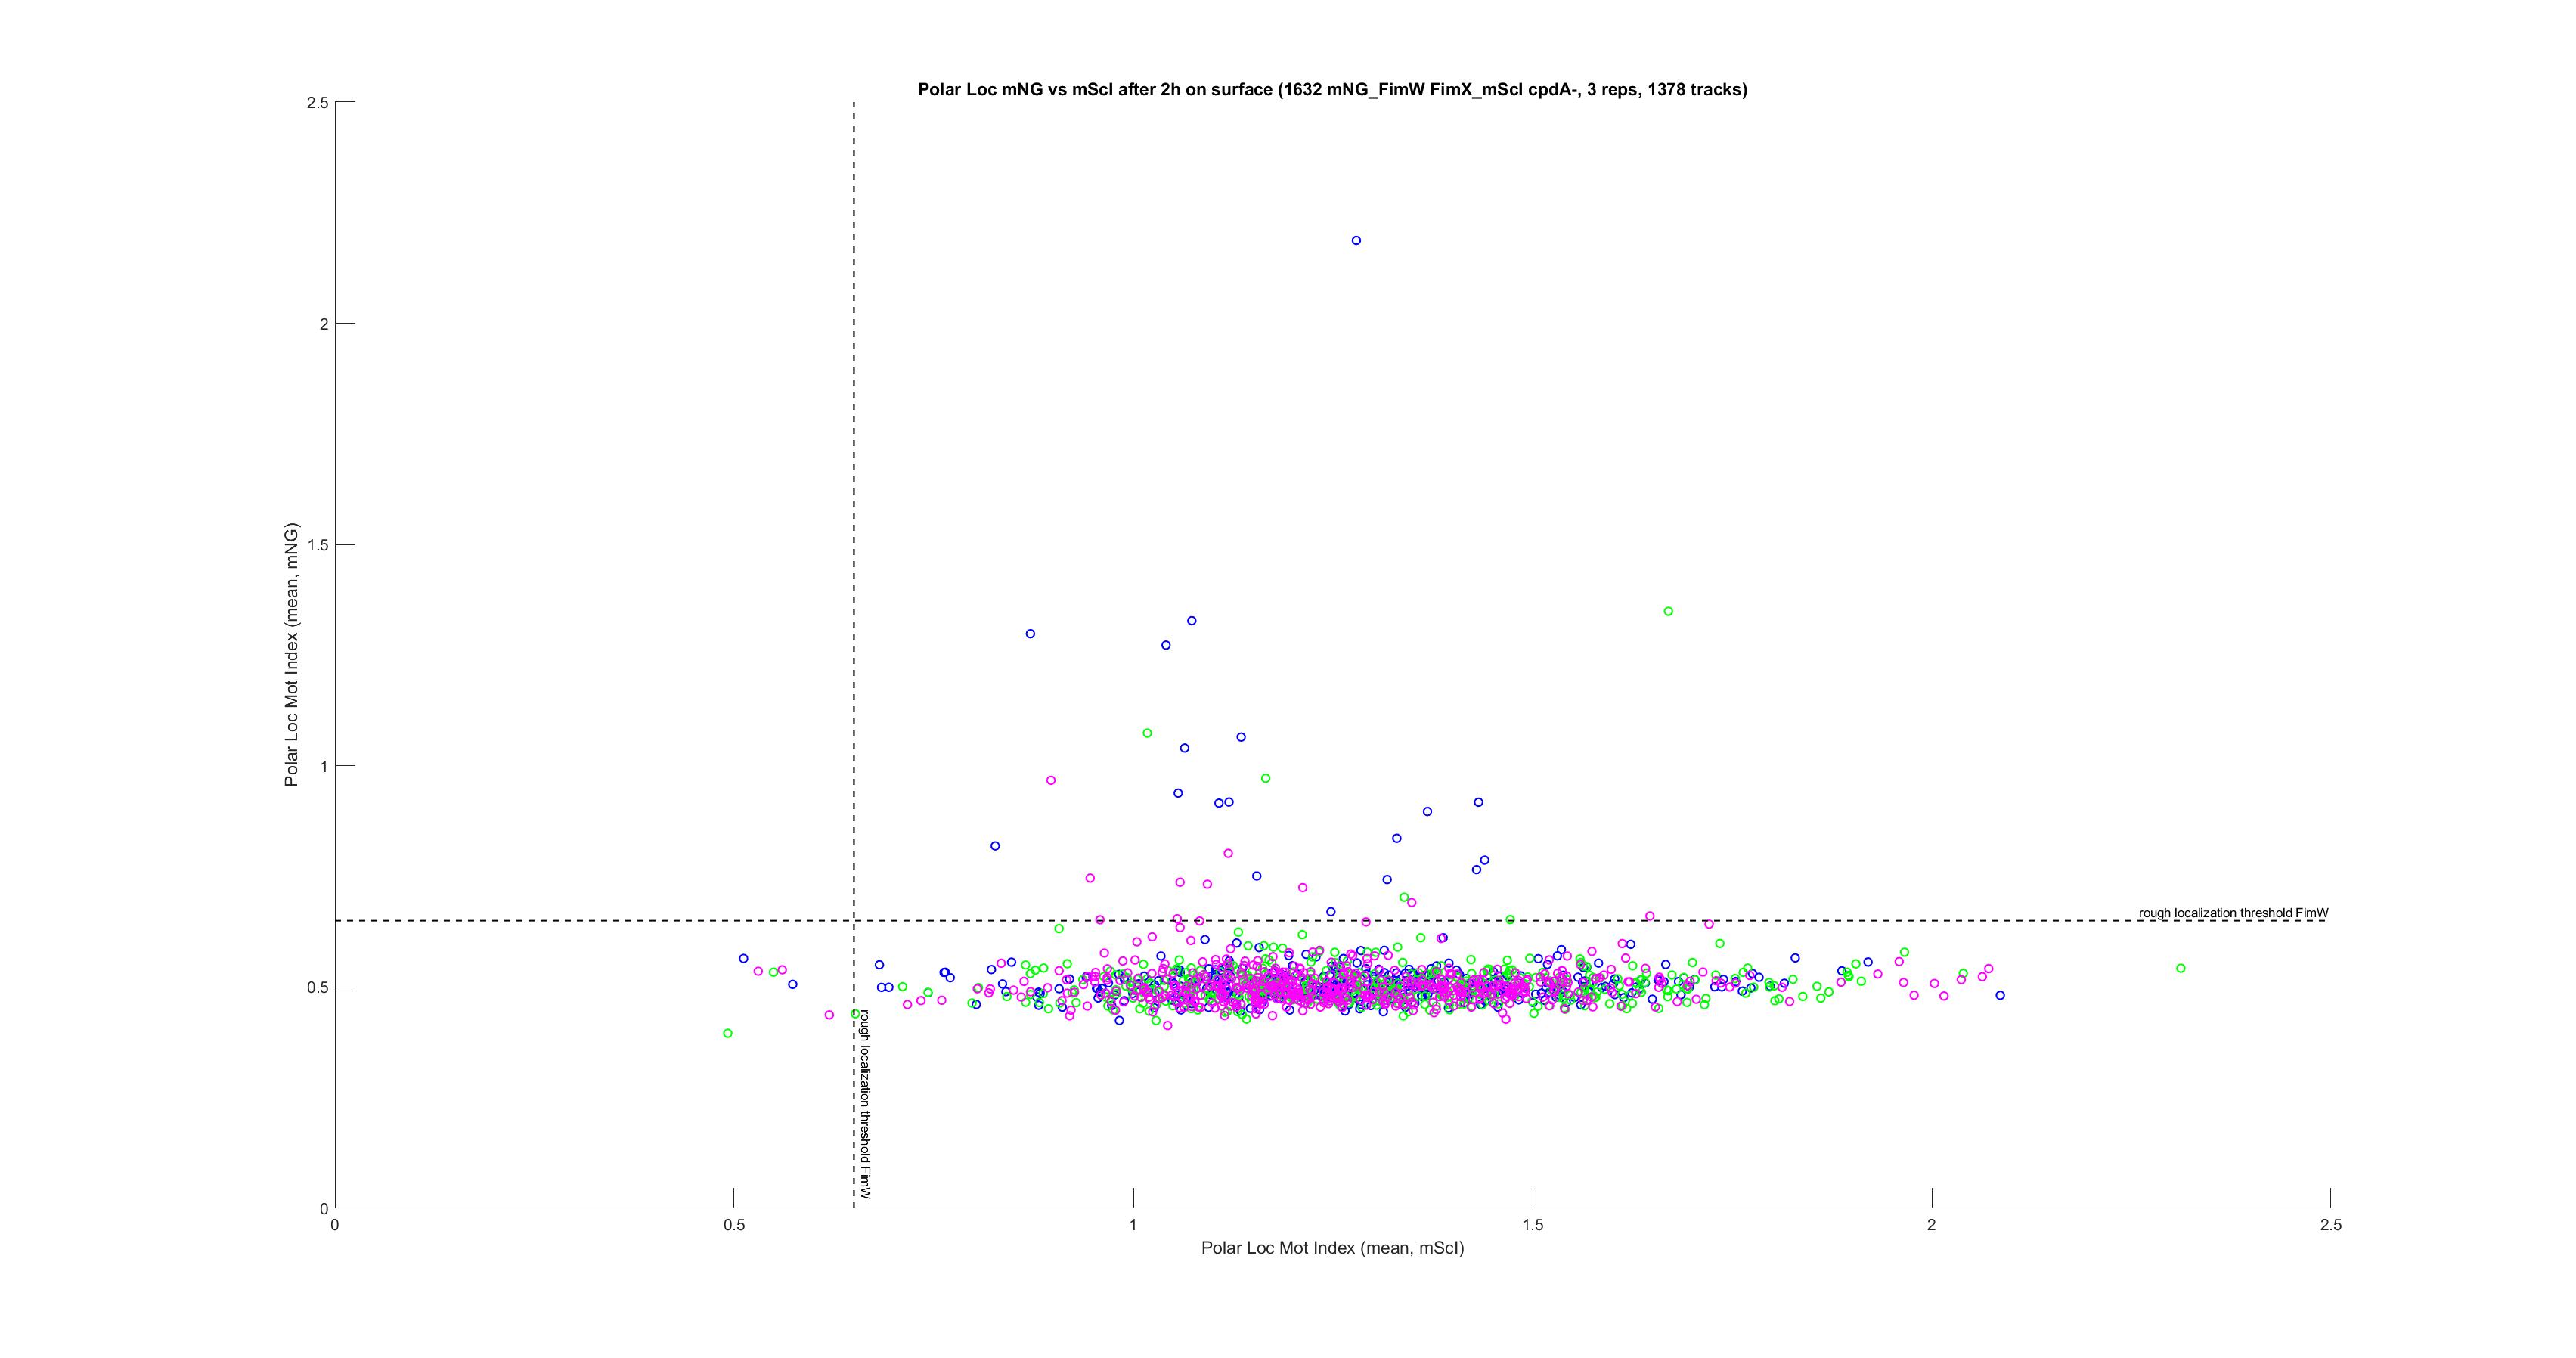 Polar Loc mNG vs mScI after 2h on surface (1632 mNG_FimW FimX_mScI cpdA-, 3 reps, 1378 tracks)
2.5
2
1.5
1
0.5
0
Polar Loc Mot Index (mean, mNG)
rough localization threshold FimW
rough localization threshold FimW
0
0.5
1
1.5
2
2.5
Polar Loc Mot Index (mean, mScI)